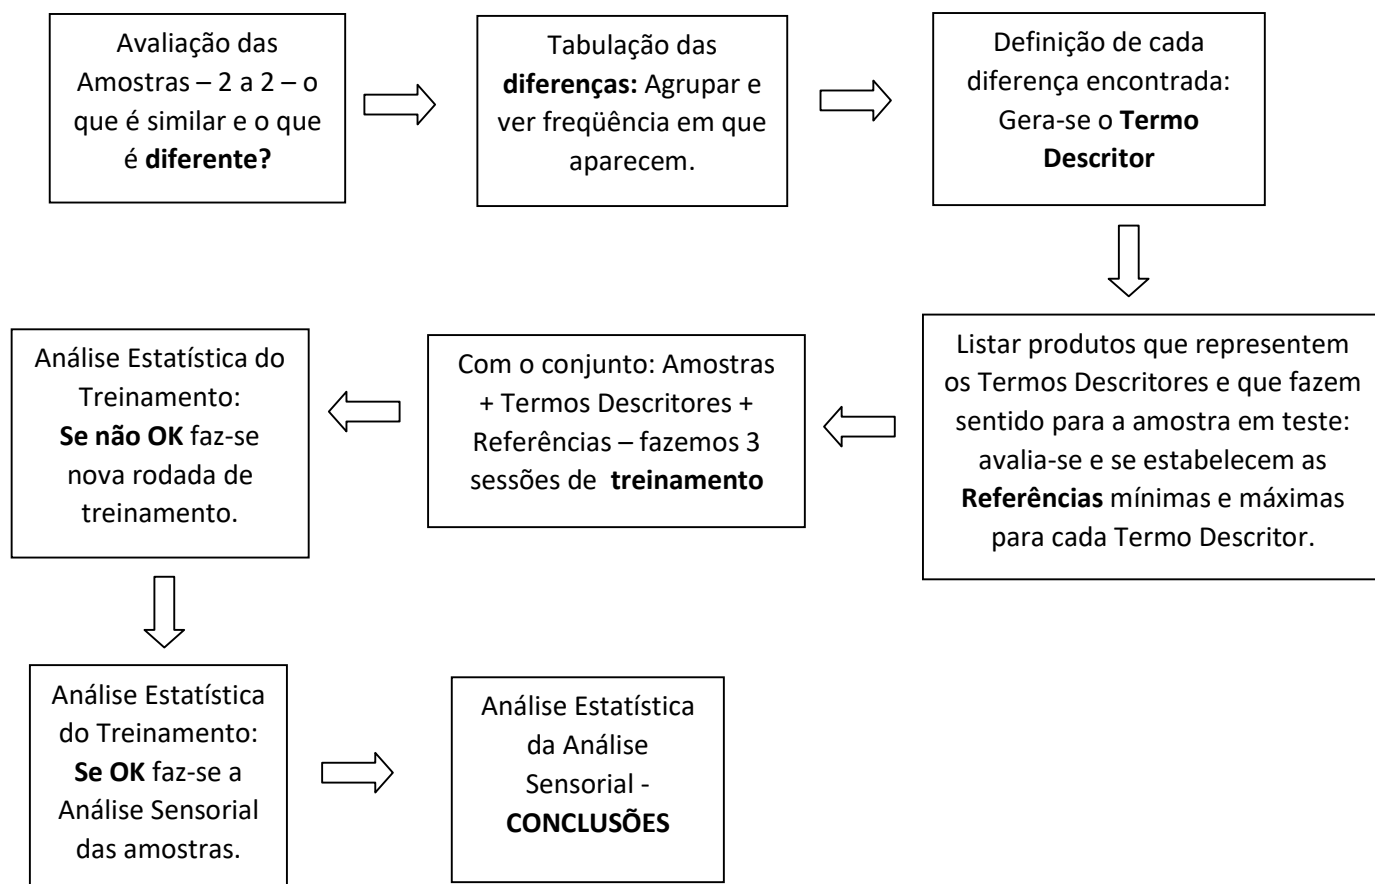 Avaliação das
Amostras – 2 a 2 – o
que é similar e o que
é diferente?
Tabulação das
diferenças: Agrupar e
ver freqüência em que
aparecem.
Definição de cada
diferença encontrada:
Gera-se o Termo
Descritor
Listar produtos que representem
os Termos Descritores e que fazem
sentido para a amostra em teste:
avalia-se e se estabelecem as
Referências mínimas e máximas
para cada Termo Descritor.
Com o conjunto: Amostras
+ Termos Descritores +
Referências – fazemos 3
sessões de treinamento
Análise Estatística do
Treinamento:
Se não OK faz-se
nova rodada de
treinamento.
Análise Estatística
do Treinamento:
Se OK faz-se a
Análise Sensorial
das amostras.
Análise Estatística
da Análise
Sensorial -
CONCLUSÕES